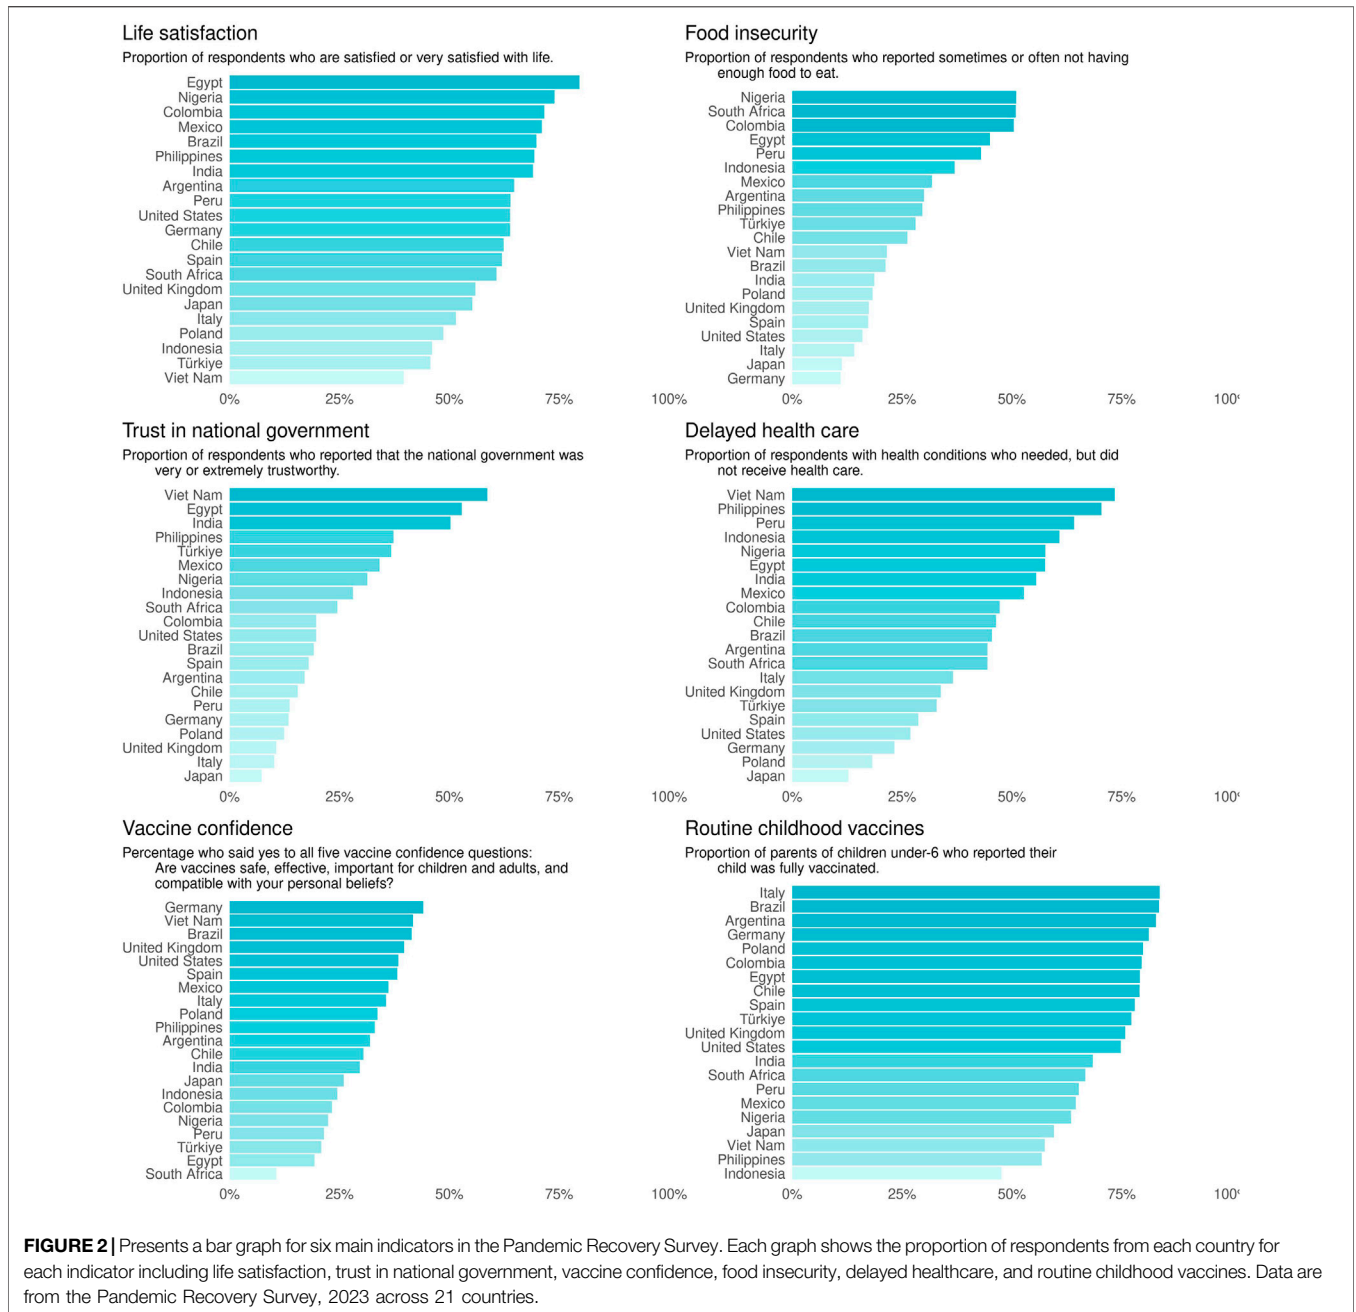 Life satisfaction
Proportion of respondents who are satisfied or very satisfied with life.
Egypt
Nigeria
Colombia
Mexico
Brazil
Philippines
India
Argentina
Peru
United States
Germany
Chile
Spain
South Africa
United Kingdom
Japan
Italy
Poland
Indonesia
Türkiye
Viet Nam
0% 25% 50% 75% 100%
Food insecurity
Proportion of respondents who reported sometimes or often not having
enough food to eat.
Nigeria
South Africa
Colombia
Egypt
Peru
Indonesia
Mexico
Argentina
Philippines
Türkiye
Chile
Viet Nam
Brazil
India
Poland
United Kingdom
Spain
United States
Italy
Japan
Germany
0% 25% 50% 75% 100%
Trust in national government
Proportion of respondents who reported that the national government was
very or extremely trustworthy.
Viet Nam
Egypt
India
Philippines
Türkiye
Mexico
Nigeria
Indonesia
South Africa
Colombia
United States
Brazil
Spain
Argentina
Chile
Peru
Germany
Poland
United Kingdom
Italy
Japan
0% 25% 50% 75% 100%
Delayed health care
Proportion of respondents with health conditions who needed, but did
not receive health care.
Viet Nam
Philippines
Peru
Indonesia
Nigeria
Egypt
India
Mexico
Colombia
Chile
Brazil
Argentina
South Africa
Italy
United Kingdom
Türkiye
Spain
United States
Germany
Poland
Japan
0% 25% 50% 75% 100%
Vaccine confidence
Percentage who said yes to all five vaccine confidence questions:
Are vaccines safe, effective, important for children and adults, and
compatible with your personal beliefs?
Germany
Viet Nam
Brazil
United Kingdom
United States
Spain
Mexico
Italy
Poland
Philippines
Argentina
Chile
India
Japan
Indonesia
Colombia
Nigeria
Peru
Türkiye
Egypt
South Africa
0% 25% 50% 75% 100%
Routine childhood vaccines
Proportion of parents of children under-6 who reported their
child was fully vaccinated.
Italy
Brazil
Argentina
Germany
Poland
Colombia
Egypt
Chile
Spain
Türkiye
United Kingdom
United States
India
South Africa
Peru
Mexico
Nigeria
Japan
Viet Nam
Philippines
Indonesia
0% 25% 50% 75% 100%
FIGURE 2 | Presents a bar graph for six main indicators in the Pandemic Recovery Survey. Each graph shows the proportion of respondents from each country for
each indicator including life satisfaction, trust in national government, vaccine confidence, food insecurity, delayed healthcare, and routine childhood vaccines. Data are
from the Pandemic Recovery Survey, 2023 across 21 countries.